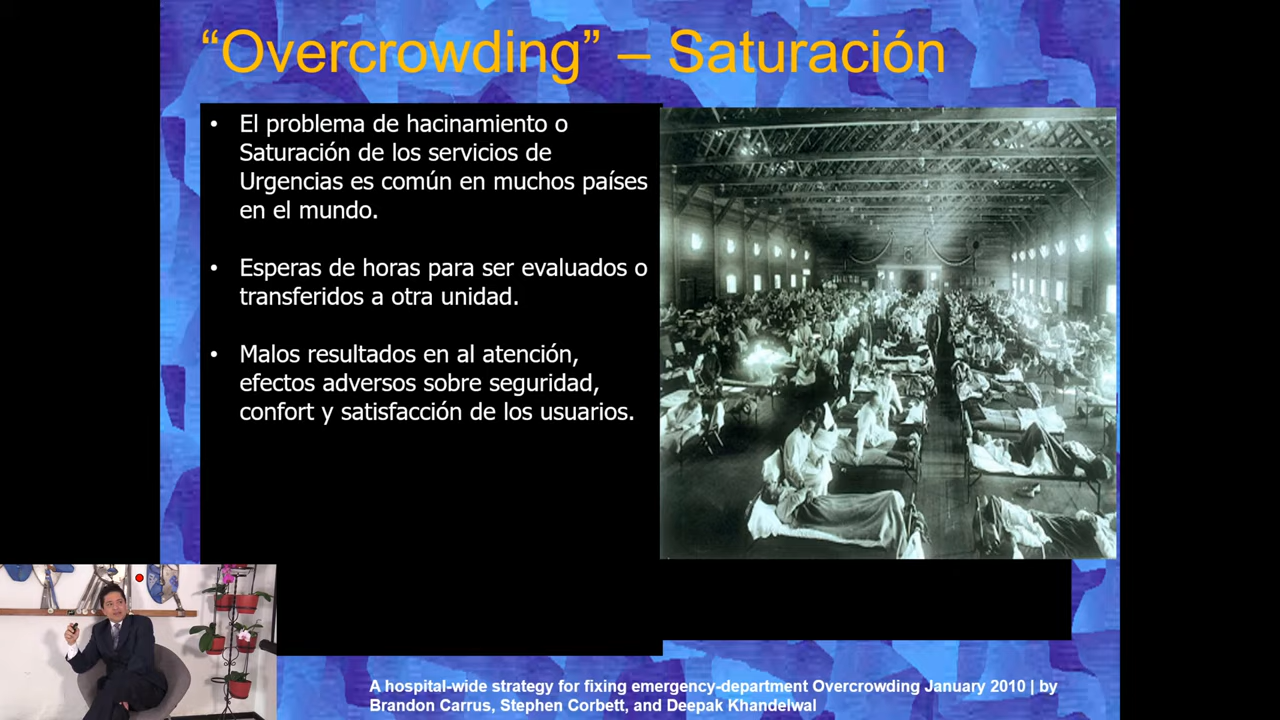 “Overcrowding” – Saturación
• El problema de hacinamiento o
Saturación de los servicios de
Urgencias es común en muchos países
en el mundo.
• Esperas de horas para ser evaluados o
transferidos a otra unidad.
• Malos resultados en al atención,
efectos adversos sobre seguridad,
confort y satisfacción de los usuarios.
A hospital-wide strategy for fixing emergency-department Overcrowding January 2010 | by
Brandon Carrus, Stephen Corbett, and Deepak Khandelwal